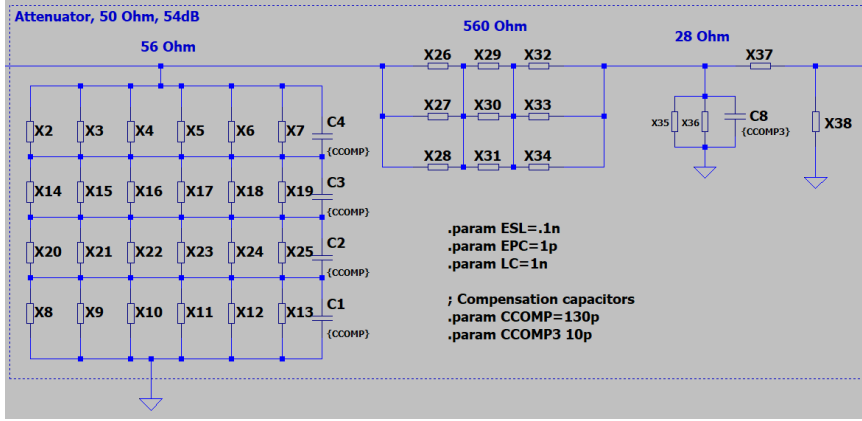 Attenuator, 50 Ohm, 54dB
56 Ohm
560 Ohm
28 Ohm
X26 X29 X32 X37
X2 X3 X4 X5 X6 X7 C4
{CCOMP}
X27 X30 X33
X35 X36 C8 X38
{CCOMP3}
X28 X31 X34
X14 X15 X16 X17 X18 X19 C3
{CCOMP}
X20 X21 X22 X23 X24 X25 C2
{CCOMP}
X8 X9 X10 X11 X12 X13 C1
{CCOMP}
.param ESL=.1n
.param EPC=1p
.param LC=1n
; Compensation capacitors
.param CCOMP=130p
.param CCOMP3 10p